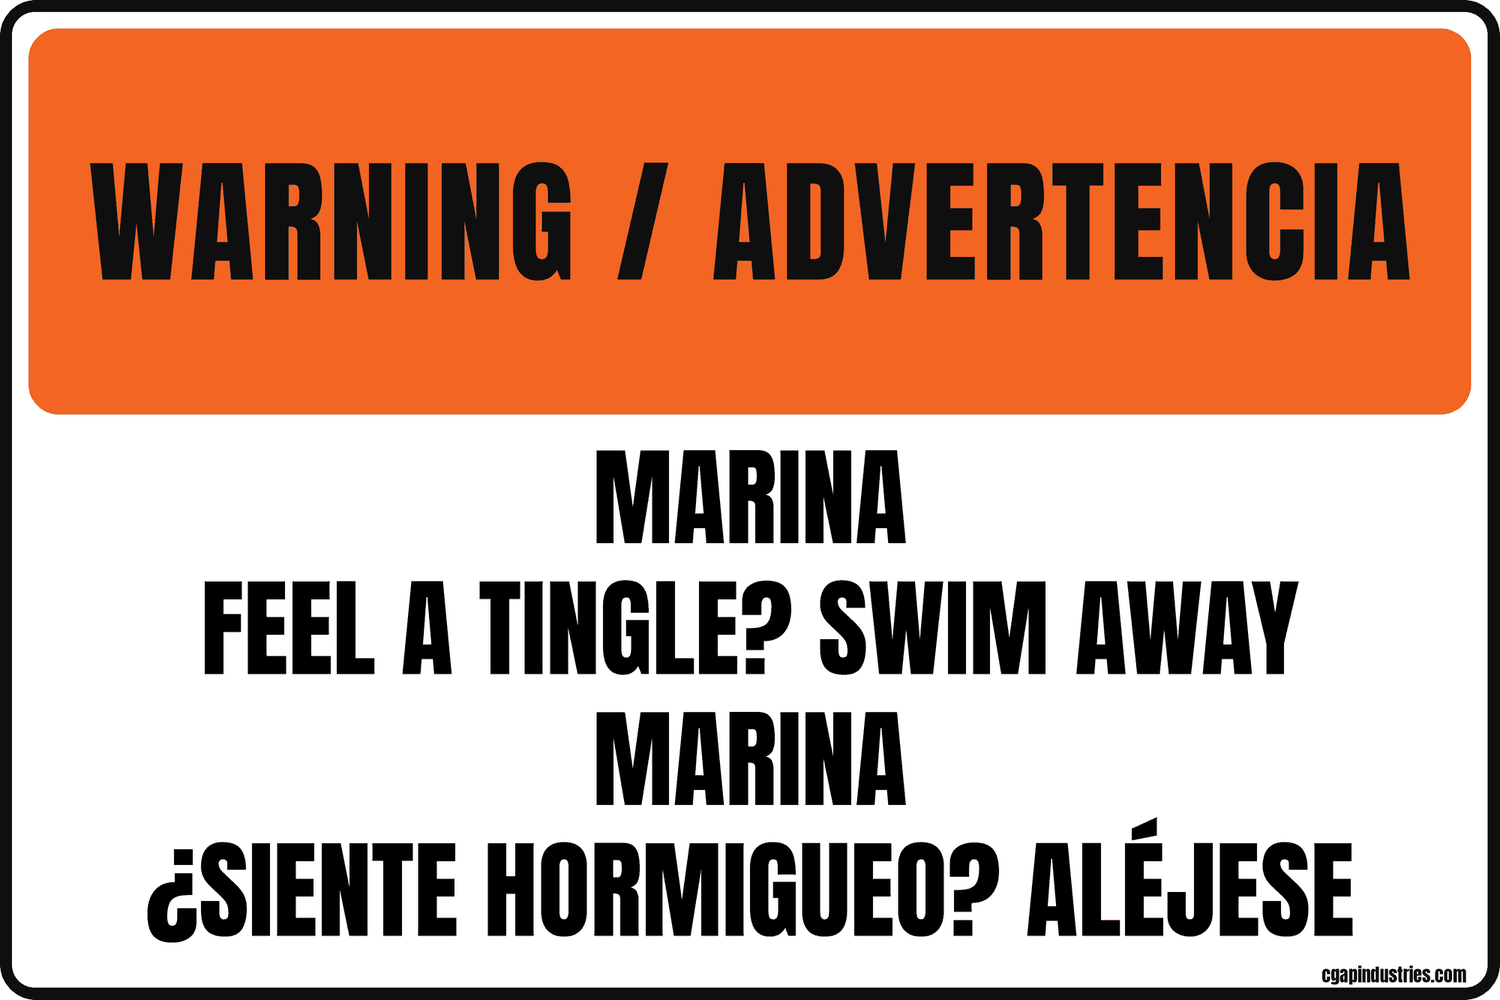 WARNING / ADVERTENCIA
MARINA
FEEL A TINGLE? SWIM AWAY
MARINA
¿SIENTE HORMIGUEO? ALÉJESE
cgapindustries.com